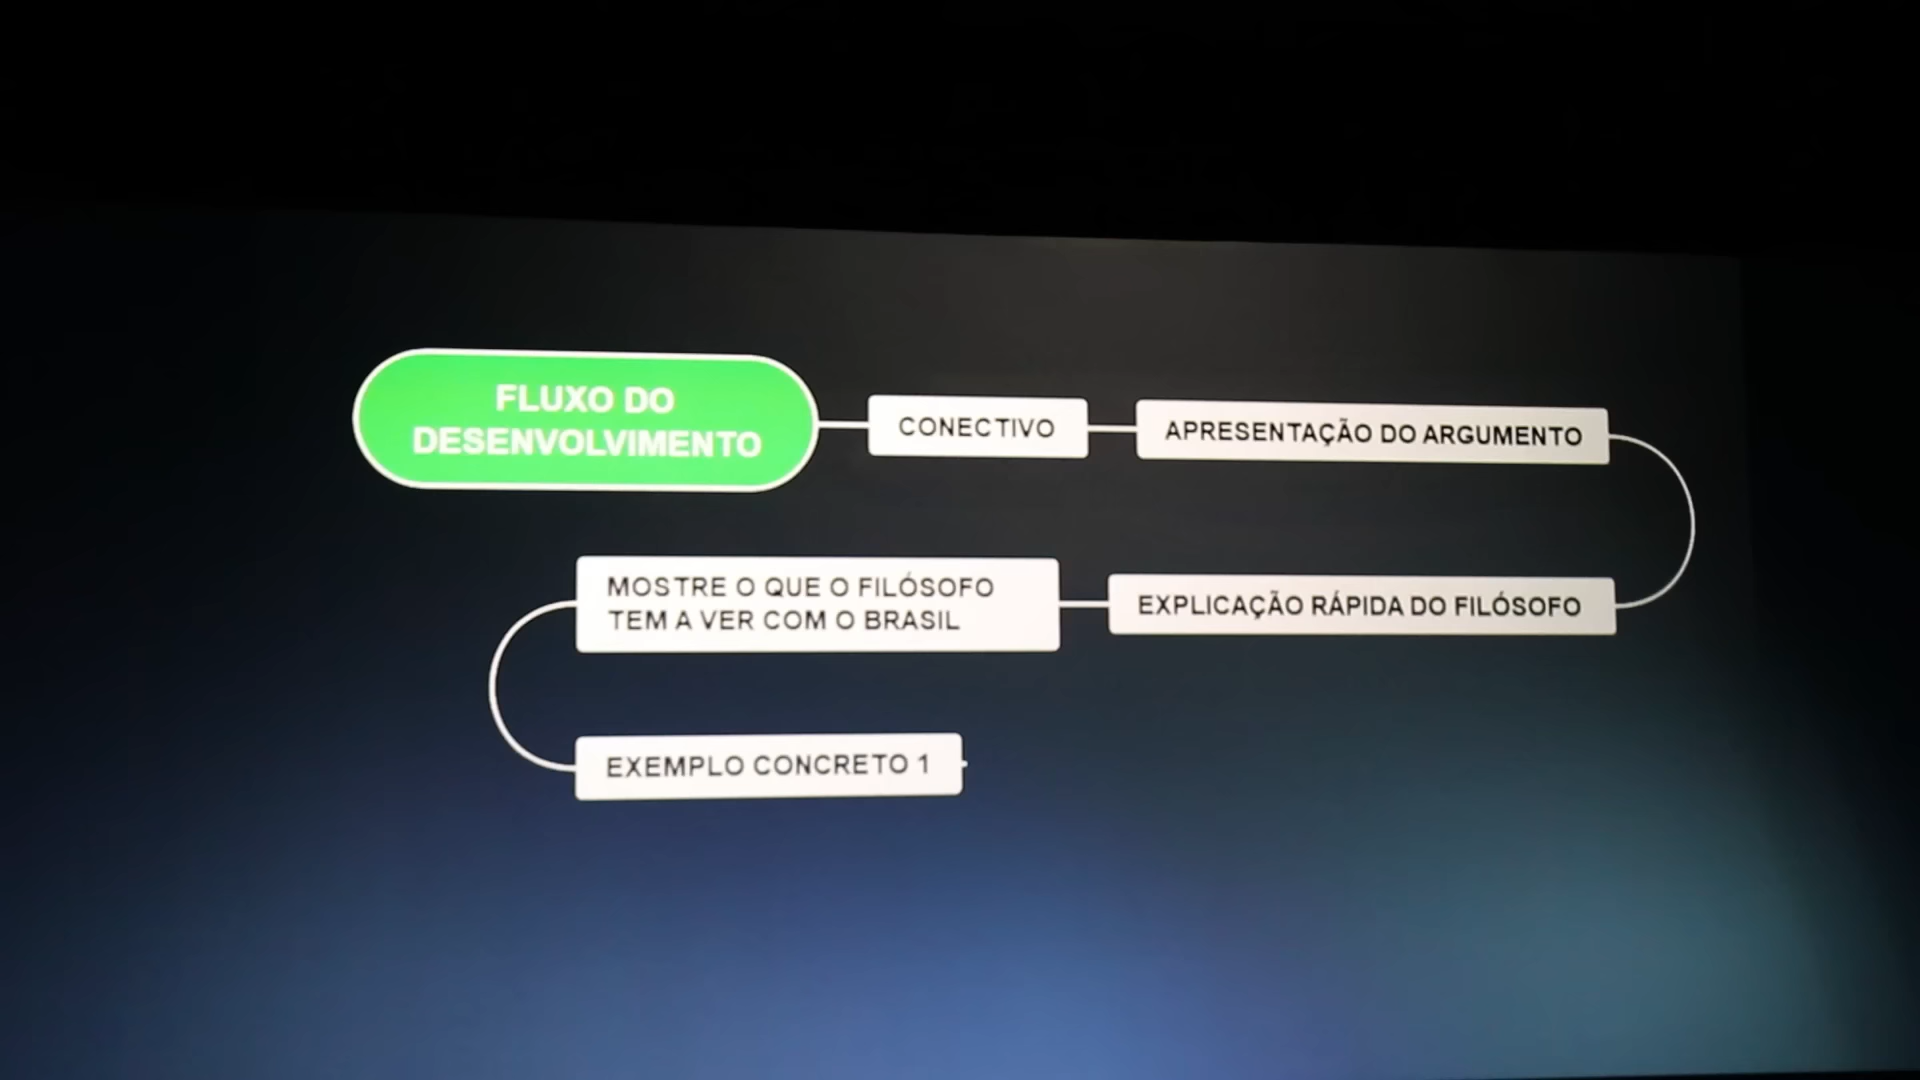 FLUXO DO
DESENVOLVIMENTO
CONECTIVO
APRESENTAÇÃO DO ARGUMENTO
EXPLICAÇÃO RÁPIDA DO FILÓSOFO
MOSTRE O QUE O FILÓSOFO
TEM A VER COM O BRASIL
EXEMPLO CONCRETO 1